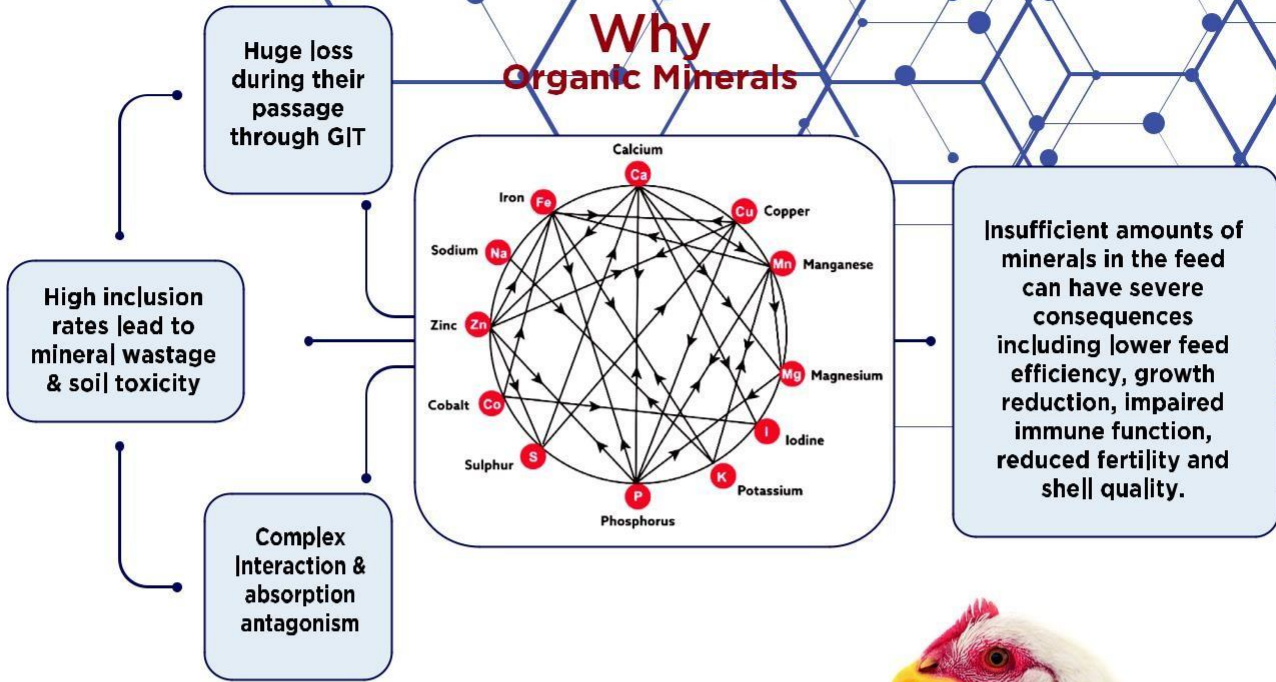 Why
Organic Minerals
Huge loss
during their
passage
through GIT
High inclusion
rates lead to
mineral wastage
& soil toxicity
Complex
Interaction &
absorption
antagonism
Calcium
Ca
Iron
Fe
Cu
Copper
Sodium
Na
Mn
Manganese
Zinc
Zn
Mg
Magnesium
Cobalt
Co
I
Iodine
Sulphur
S
K
Potassium
P
Phosphorus
Insufficient amounts of
minerals in the feed
can have severe
consequences
including lower feed
efficiency, growth
reduction, impaired
immune function,
reduced fertility and
shell quality.